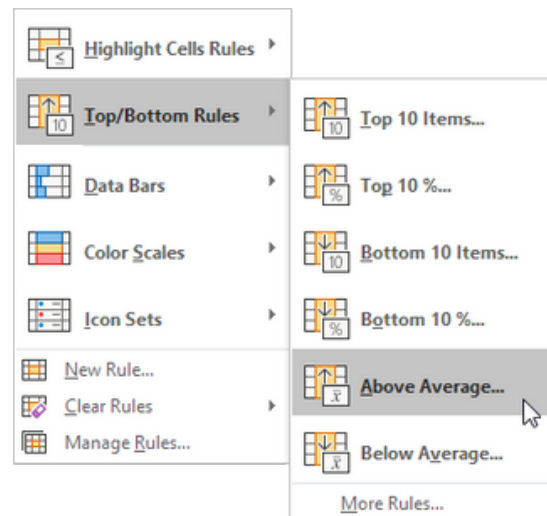 Highlight Cells Rules
Top/Bottom Rules
Data Bars
Color Scales
Icon Sets
New Rule...
Clear Rules
Manage Rules...
Top 10 Items...
Top 10 %...
Bottom 10 Items...
Bottom 10 %...
Above Average...
Below Average...
More Rules...